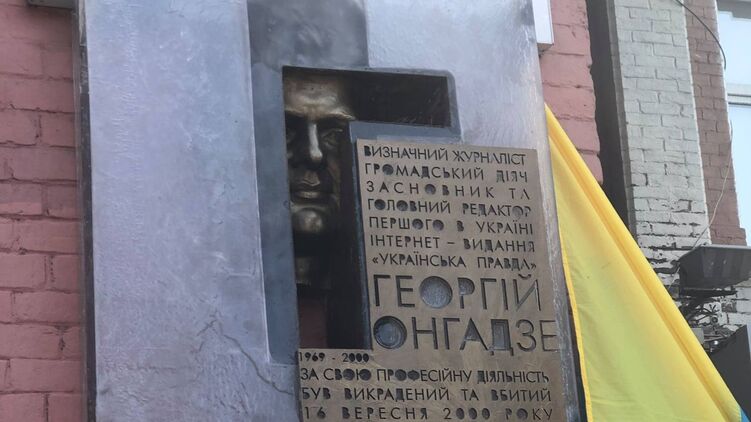 ВИЗНАЧНИЙ ЖУРНАЛІСТ
ГРОМАДСЬКИЙ ДІЯЧ
ЗАСНОВНИК ТА
ГОЛОВНИЙ РЕДАКТОР
ПЕРШОГО В УКРАЇНІ
ІНТЕРНЕТ – ВИДАННЯ
«УКРАЇНСЬКА ПРАВДА»
ГЕОРГІЙ
ОНГАДЗЕ
1969 - 2000
ЗА СВОЮ ПРОФЕСІЙНУ ДІЯЛЬНІСТЬ
БУВ ВИКРАДЕНИЙ ТА ВБИТИЙ
16 ВЕРЕСНЯ 2000 РОКУ